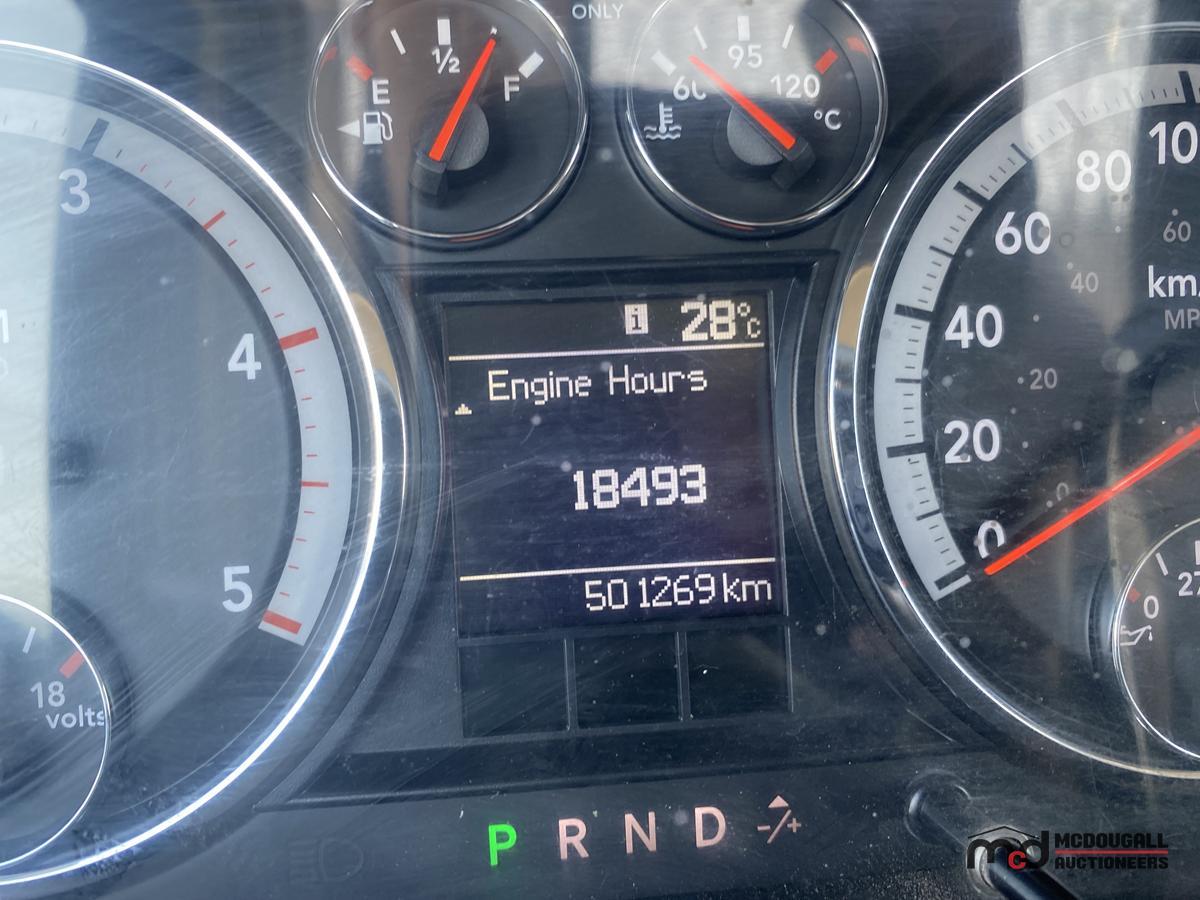 ONLY
E
1/2
F
60
95
120
°C
28°C
Engine Hours
18493
501269 km
3
4
5
18
volts
0
20
40
60
80
20
40
60
km/
P R N D -/+
mcd MCDOUGALL
AUCTIONEERS